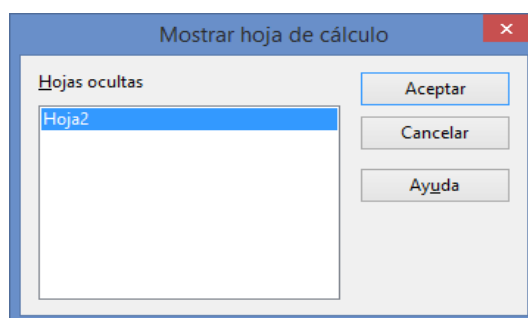 Mostrar hoja de cálculo
×
Hojas ocultas
Hoja2
Aceptar
Cancelar
Ayuda